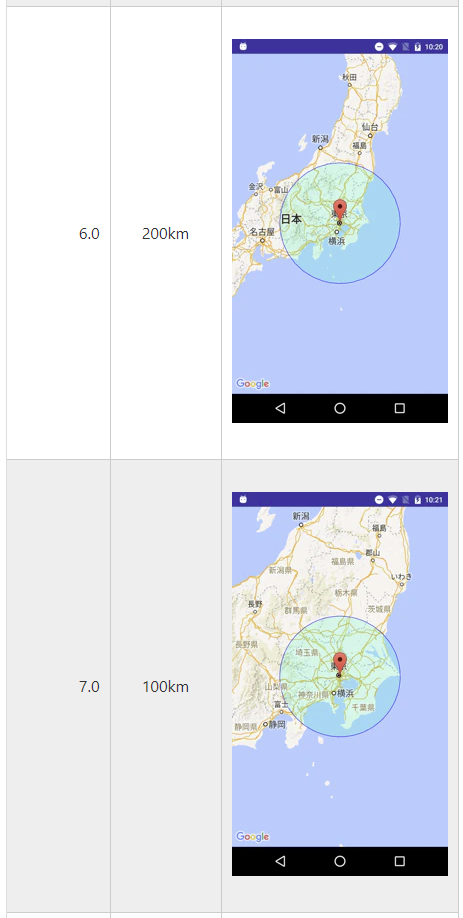 6.0
200km
10:20
秋田
仙台
新潟
福島
金沢
富山
日本
東京
名古屋
横浜
Google
7.0
100km
10:21
新潟
福島
郡山
新潟県
福島県
いわき
栃木県
長野
群馬県
茨城県
長野県
埼玉県
山梨県
神奈川県
横浜
富士
千葉県
静岡県
静岡
Google